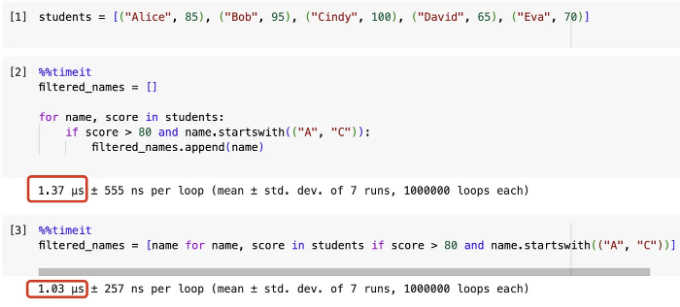 [1] students = [("Alice", 85), ("Bob", 95), ("Cindy", 100), ("David", 65), ("Eva", 70)]
[2] %%timeit
filtered_names = []
for name, score in students:
if score > 80 and name.startswith(("A", "C")):
filtered_names.append(name)
1.37 µs ± 555 ns per loop (mean ± std. dev. of 7 runs, 1000000 loops each)
[3] %%timeit
filtered_names = [name for name, score in students if score > 80 and name.startswith(("A", "C"))]
1.03 µs ± 257 ns per loop (mean ± std. dev. of 7 runs, 1000000 loops each)